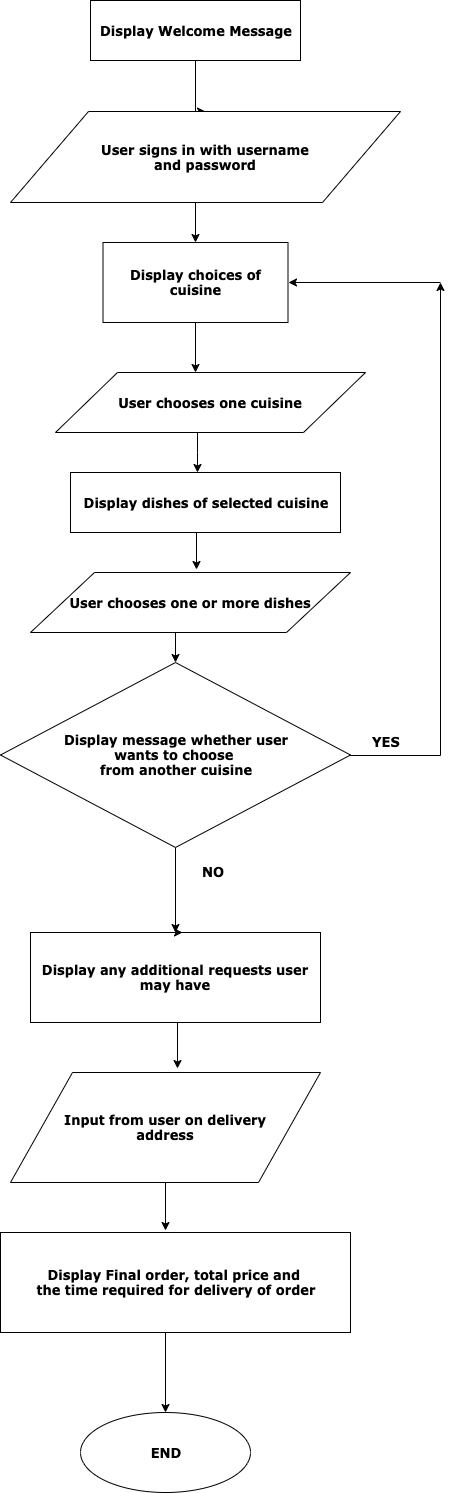 Display Welcome Message
User signs in with username
and password
Display choices of
cuisine
User chooses one cuisine
Display dishes of selected cuisine
User chooses one or more dishes
Display message whether user
wants to choose
from another cuisine
YES
NO
Display any additional requests user
may have
Input from user on delivery
address
Display Final order, total price and
the time required for delivery of order
END